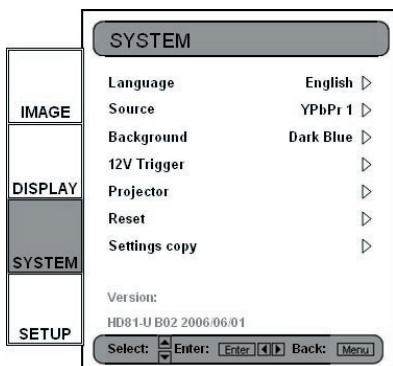 SYSTEM
Language English
Source YPbPr 1
Background Dark Blue
12V Trigger
Projector
Reset
Settings copy
Version:
HD81-U B02 2006/06/01
Select: Enter: Enter Back: Menu
IMAGE
DISPLAY
SYSTEM
SETUP